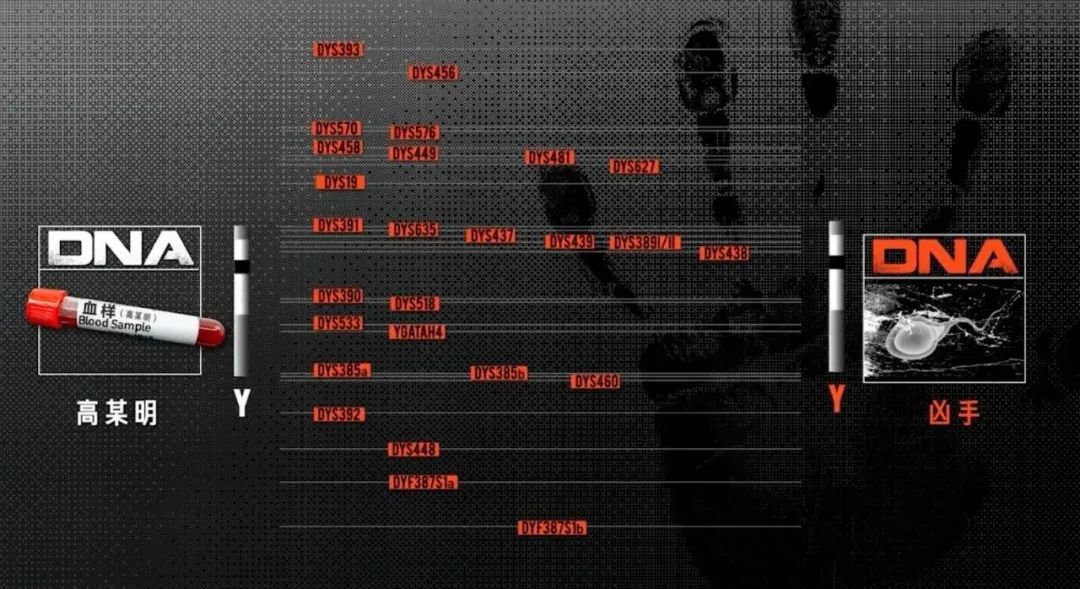 DYS393
DYS456
DYS570 DYS576
DYS458 DYS449 DYS481 DYS627
DYS19
DYS391 DYS635 DYS437 DYS439 DYS389I/II DYS438
DYS390 DYS518
DYS533 YGATAH4
DYS385a DYS385b DYS460
DYS392
DYS448
DYF387S1a
DYF387S1b
DNA
血样（高某明）
Blood Sample
高某明
Y
Y
DNA
凶手